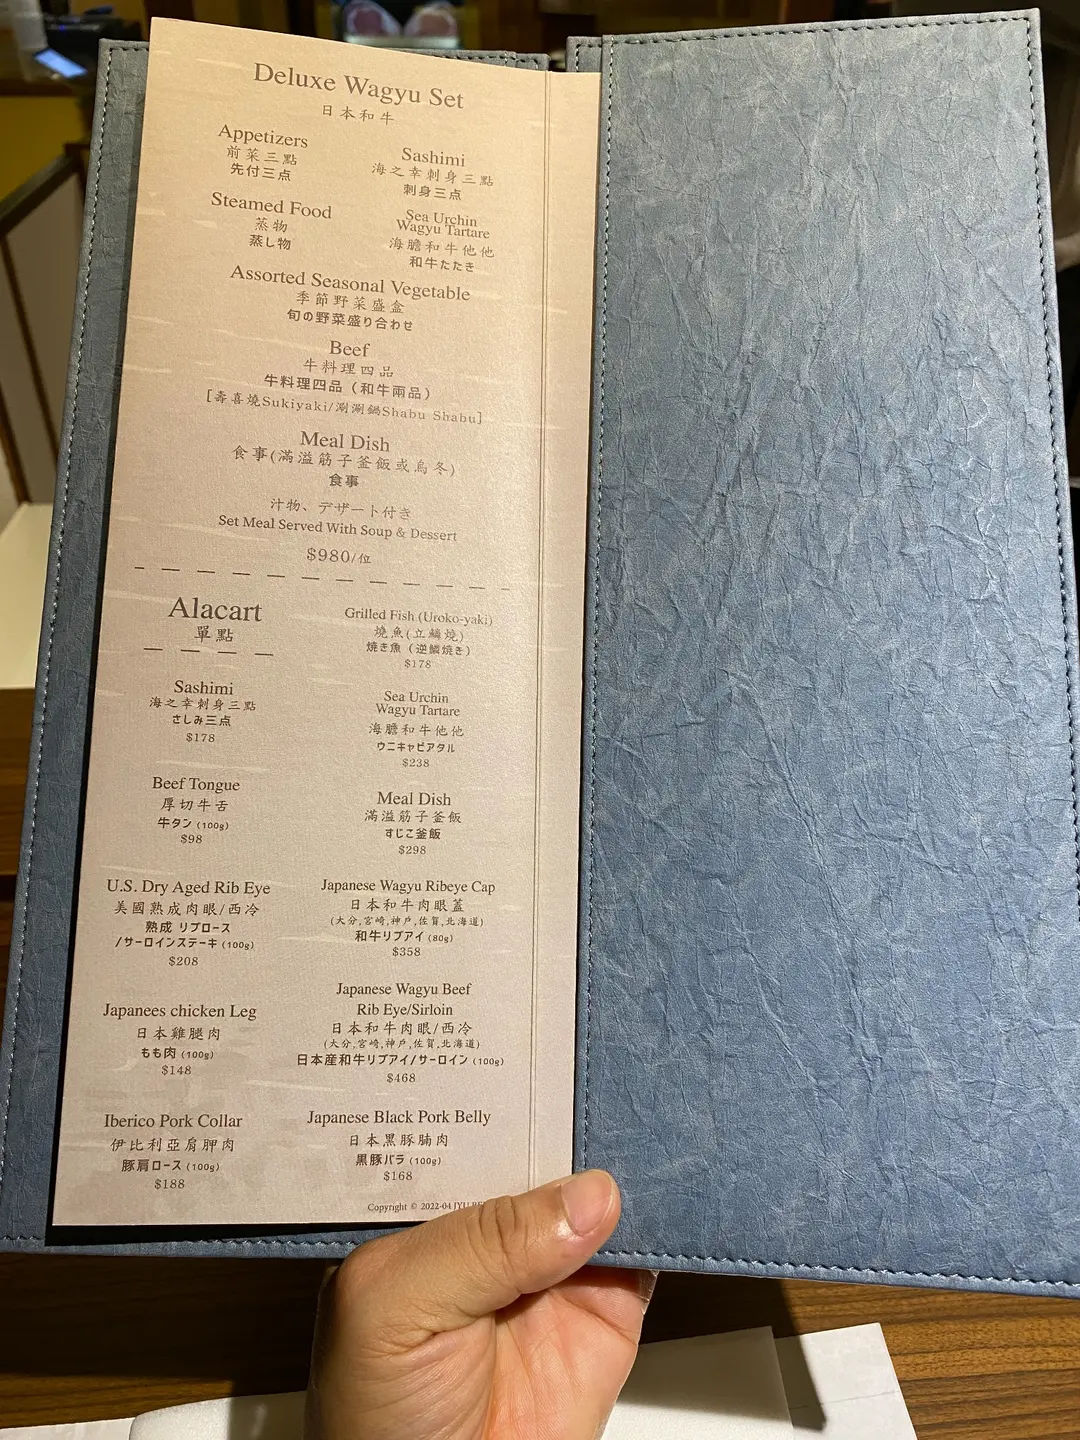 Deluxe Wagyu Set
日本和牛
Appetizers
前菜三點
先付三点
Sashimi
海之幸刺身三點
刺身三点
Steamed Food
蒸物
蒸し物
Sea Urchin
Wagyu Tartare
海膽和牛他他
和牛たたき
Assorted Seasonal Vegetable
季節野菜盛盒
旬の野菜盛り合わせ
Beef
牛料理四品
牛料理四品（和牛兩品）
[壽喜燒Sukiyaki/涮涮鍋Shabu Shabu]
Meal Dish
食事(滿溢筋子釜飯或烏冬)
食事
汁物、デザート付き
Set Meal Served With Soup & Dessert
$980/位
Alacart
單點
Sashimi
海之幸刺身三點
さしみ三点
$178
Beef Tongue
厚切牛舌
牛タン (100g)
$98
U.S. Dry Aged Rib Eye
美國熟成肉眼/西冷
熟成 リブロース
/サーロインステーキ (100g)
$208
Japanees chicken Leg
日本雞腿肉
もも肉 (100g)
$148
Iberico Pork Collar
伊比利亞肩胛肉
豚肩ロース (100g)
$188
Grilled Fish (Uroko-yaki)
燒魚(立鱗燒)
焼き魚（逆鱗焼き）
$178
Sea Urchin
Wagyu Tartare
海膽和牛他他
ウニキャビアタル
$238
Meal Dish
滿溢筋子釜飯
すじこ釜飯
$298
Japanese Wagyu Ribeye Cap
日本和牛肉眼蓋
(大分,宮崎,神戶,佐賀,北海道)
和牛リブアイ (80g)
$358
Japanese Wagyu Beef
Rib Eye/Sirloin
日本和牛肉眼/西冷
(大分,宮崎,神戶,佐賀,北海道)
日本産和牛リブアイ/サーロイン (100g)
$468
Japanese Black Pork Belly
日本黑豚腩肉
黒豚バラ (100g)
$168
Copyright © 2022-04 JYU